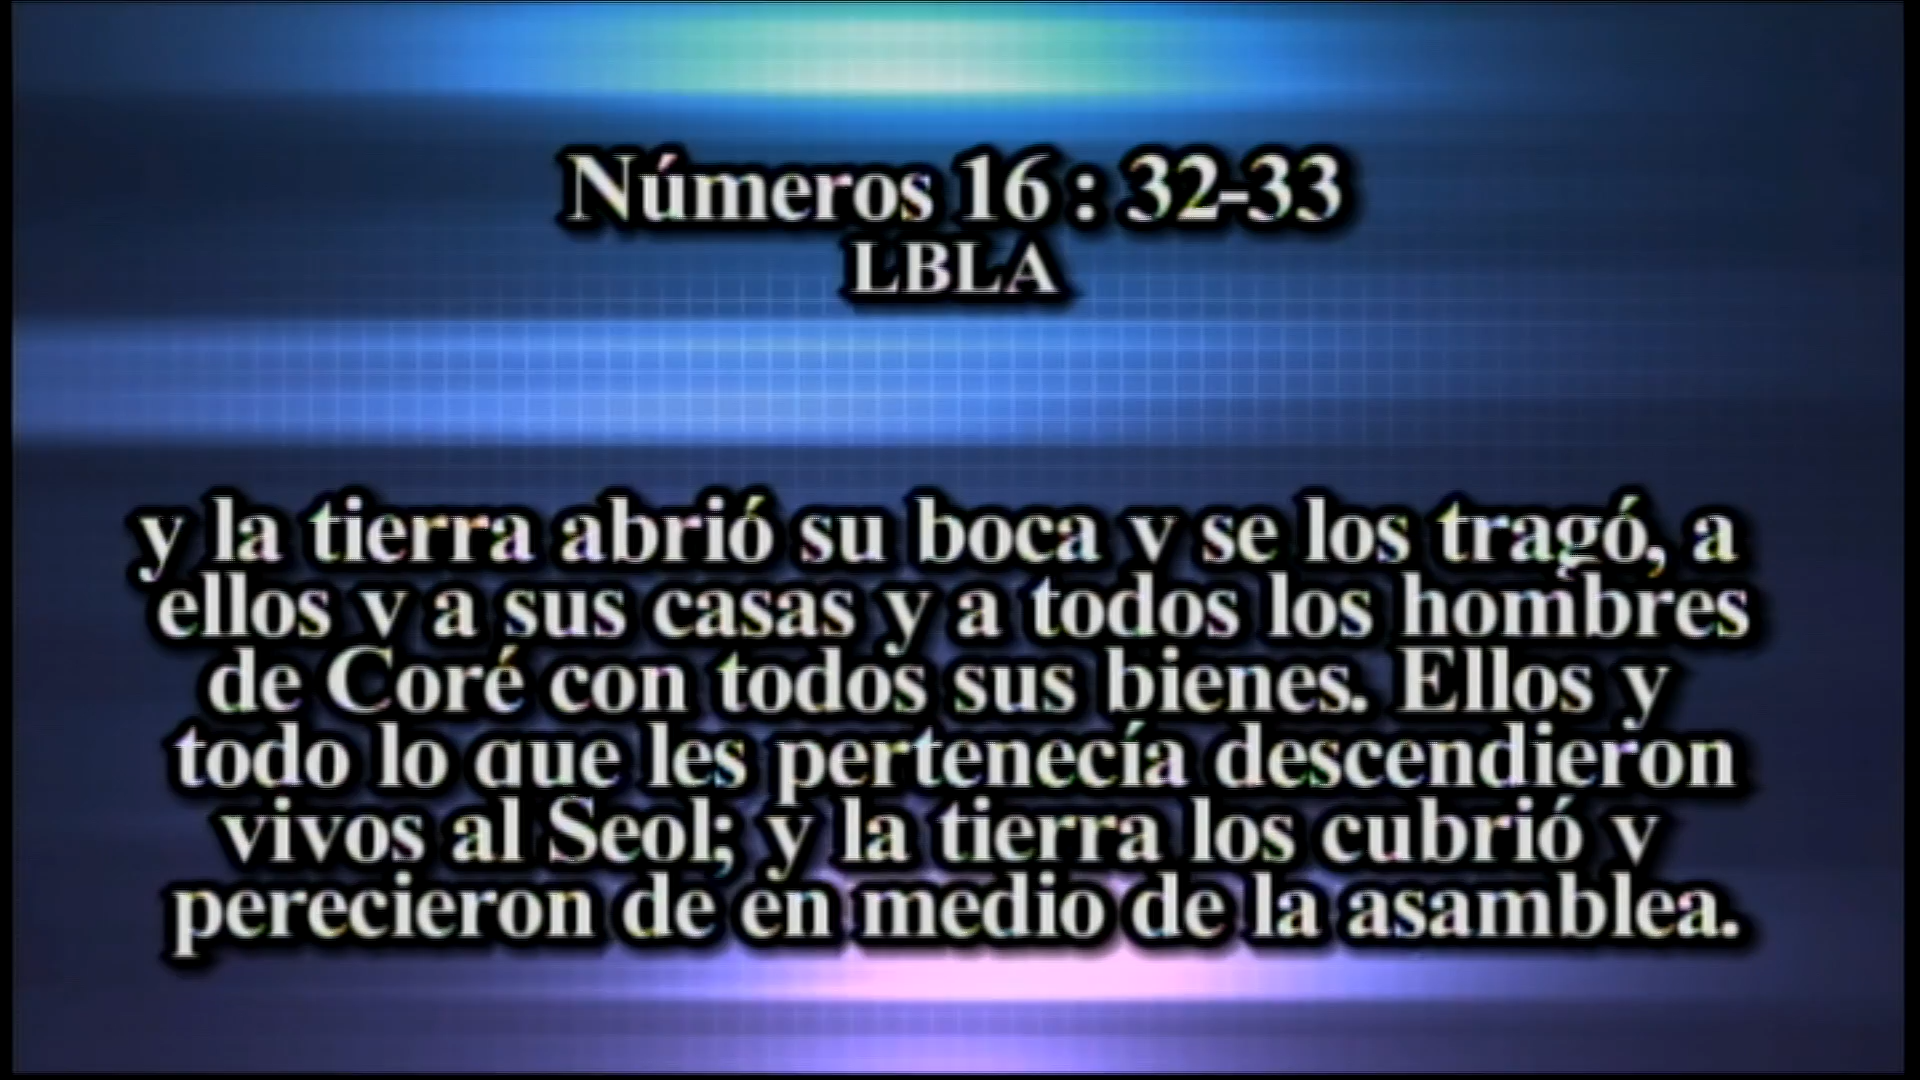 Números 16 : 32-33
LBLA
y la tierra abrió su boca y se los tragó, a
ellos y a sus casas y a todos los hombres
de Coré con todos sus bienes. Ellos y
todo lo que les pertenecía descendieron
vivos al Seol; y la tierra los cubrió y
perecieron de en medio de la asamblea.